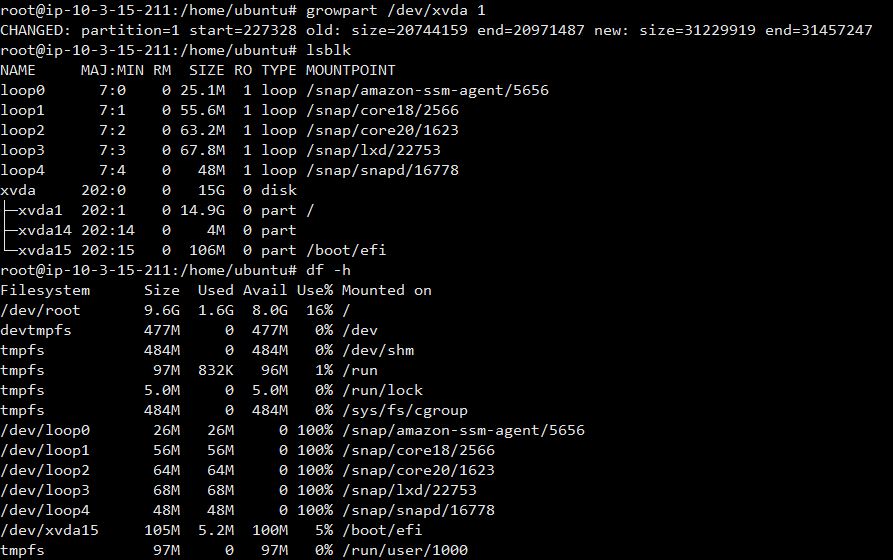 root@ip-10-3-15-211:/home/ubuntu# growpart /dev/xvda 1
CHANGED: partition=1 start=227328 old: size=20744159 end=20971487 new: size=31229919 end=31457247
root@ip-10-3-15-211:/home/ubuntu# lsblk
NAME     MAJ:MIN RM  SIZE RO TYPE MOUNTPOINT
loop0      7:0    0 25.1M  1 loop /snap/amazon-ssm-agent/5656
loop1      7:1    0 55.6M  1 loop /snap/core18/2566
loop2      7:2    0 63.2M  1 loop /snap/core20/1623
loop3      7:3    0 67.8M  1 loop /snap/lxd/22753
loop4      7:4    0   48M  1 loop /snap/snapd/16778
xvda     202:0    0   15G  0 disk
├─xvda1  202:1    0 14.9G  0 part /
├─xvda14 202:14   0    4M  0 part
└─xvda15 202:15   0  106M  0 part /boot/efi
root@ip-10-3-15-211:/home/ubuntu# df -h
Filesystem      Size  Used Avail Use% Mounted on
/dev/root       9.6G  1.6G  8.0G  16% /
devtmpfs        477M     0  477M   0% /dev
tmpfs           484M     0  484M   0% /dev/shm
tmpfs            97M  832K   96M   1% /run
tmpfs           5.0M     0  5.0M   0% /run/lock
tmpfs           484M     0  484M   0% /sys/fs/cgroup
/dev/loop0       26M   26M     0 100% /snap/amazon-ssm-agent/5656
/dev/loop1       56M   56M     0 100% /snap/core18/2566
/dev/loop2       64M   64M     0 100% /snap/core20/1623
/dev/loop3       68M   68M     0 100% /snap/lxd/22753
/dev/loop4       48M   48M     0 100% /snap/snapd/16778
/dev/xvda15     105M  5.2M  100M   5% /boot/efi
tmpfs            97M     0   97M   0% /run/user/1000